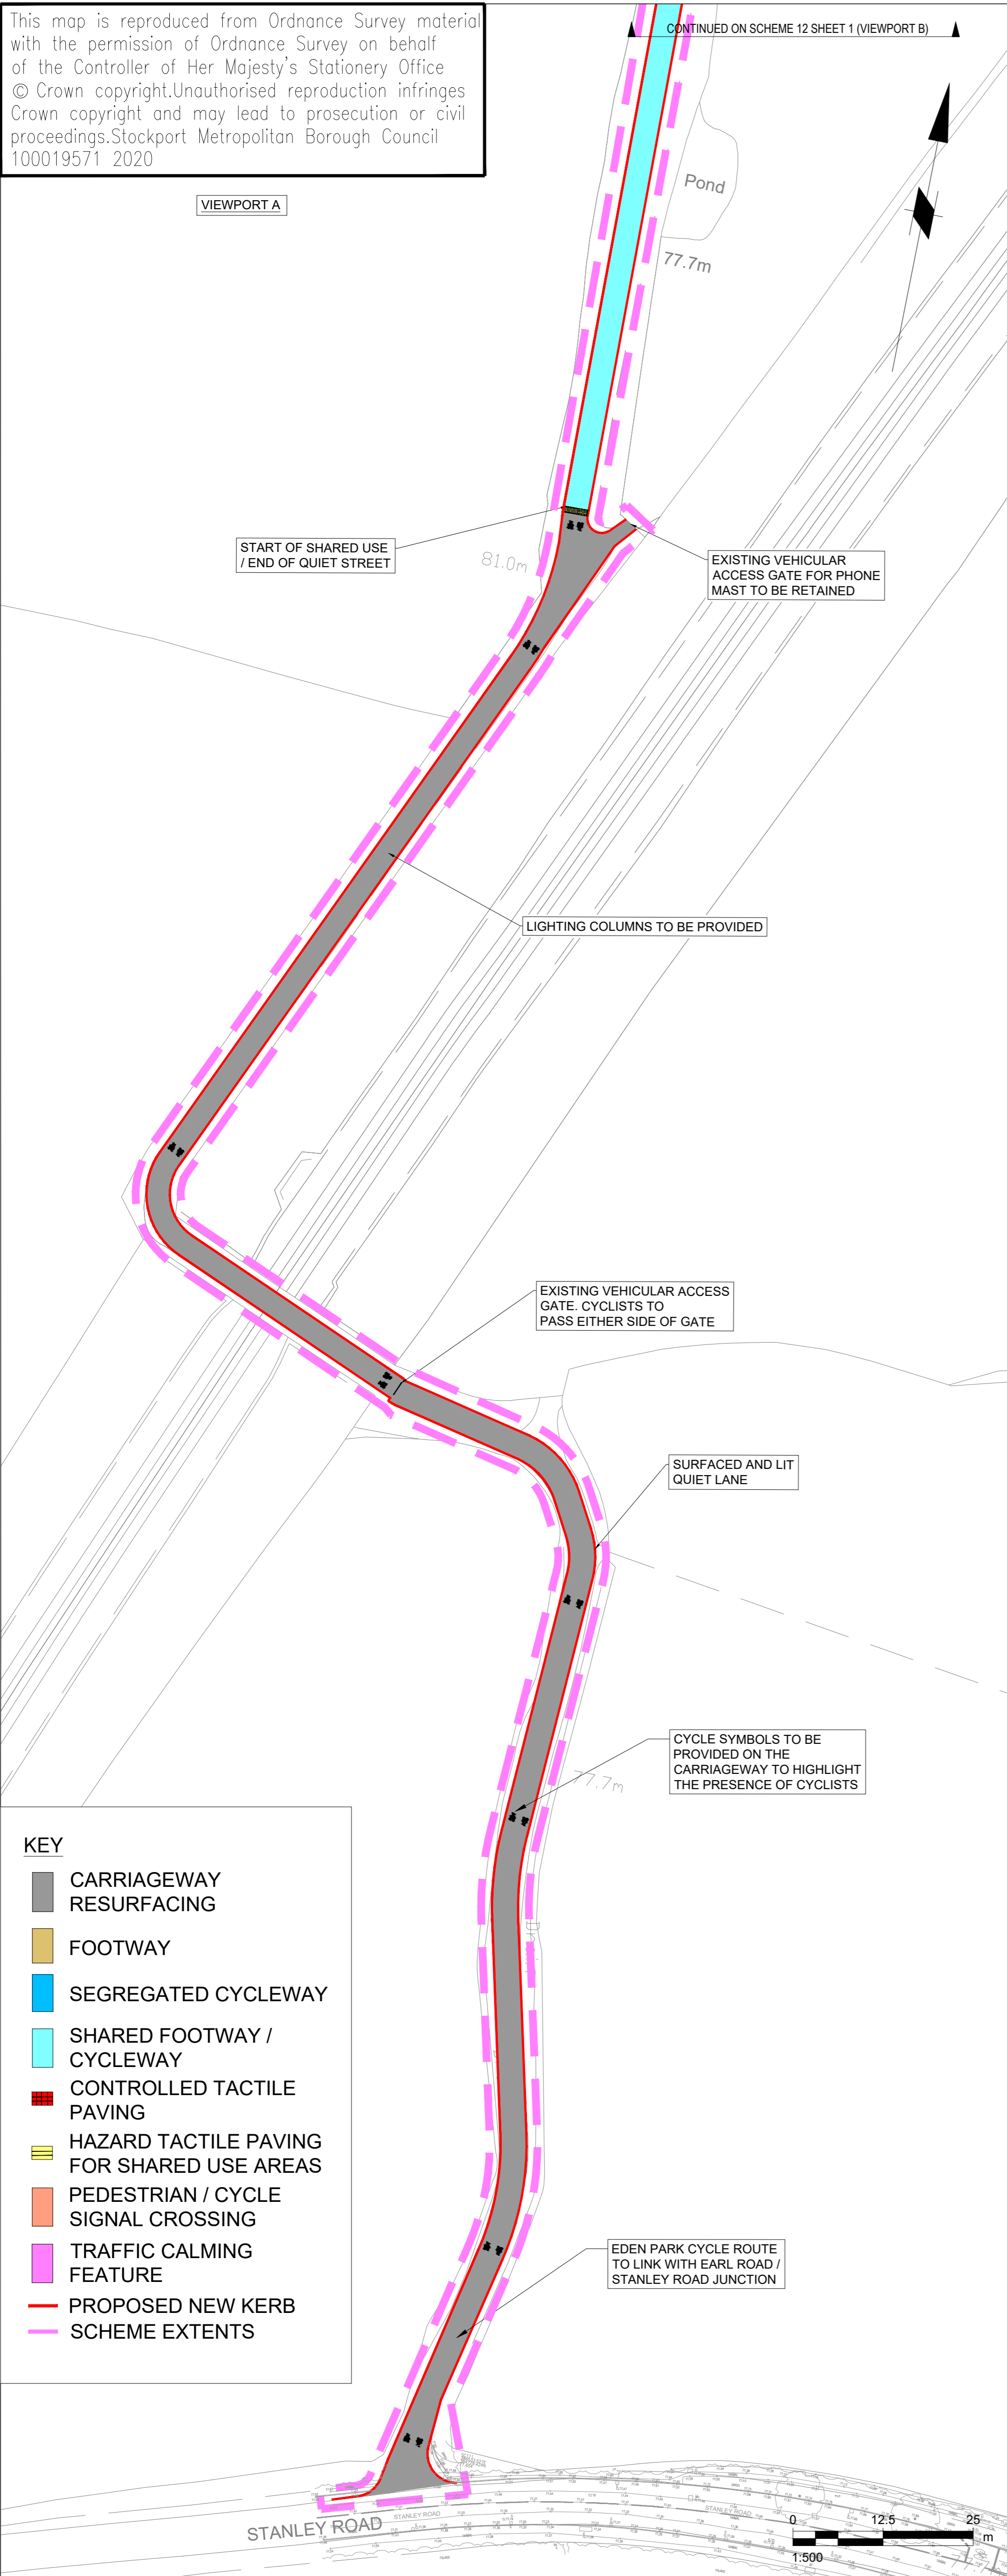 This map is reproduced from Ordnance Survey material
with the permission of Ordnance Survey on behalf
of the Controller of Her Majesty's Stationery Office
© Crown copyright.Unauthorised reproduction infringes
Crown copyright and may lead to prosecution or civil
proceedings.Stockport Metropolitan Borough Council
100019571 2020
CONTINUED ON SCHEME 12 SHEET 1 (VIEWPORT B)
VIEWPORT A
Pond
77.7m
START OF SHARED USE
/ END OF QUIET STREET
81.0m
EXISTING VEHICULAR
ACCESS GATE FOR PHONE
MAST TO BE RETAINED
LIGHTING COLUMNS TO BE PROVIDED
EXISTING VEHICULAR ACCESS
GATE. CYCLISTS TO
PASS EITHER SIDE OF GATE
SURFACED AND LIT
QUIET LANE
CYCLE SYMBOLS TO BE
PROVIDED ON THE
CARRIAGEWAY TO HIGHLIGHT
THE PRESENCE OF CYCLISTS
77.7m
KEY
CARRIAGEWAY
RESURFACING
FOOTWAY
SEGREGATED CYCLEWAY
SHARED FOOTWAY /
CYCLEWAY
CONTROLLED TACTILE
PAVING
HAZARD TACTILE PAVING
FOR SHARED USE AREAS
PEDESTRIAN / CYCLE
SIGNAL CROSSING
TRAFFIC CALMING
FEATURE
PROPOSED NEW KERB
SCHEME EXTENTS
EDEN PARK CYCLE ROUTE
TO LINK WITH EARL ROAD /
STANLEY ROAD JUNCTION
STANLEY ROAD
STANLEY ROAD
STANLEY ROAD
0 12.5 25
m
1:500